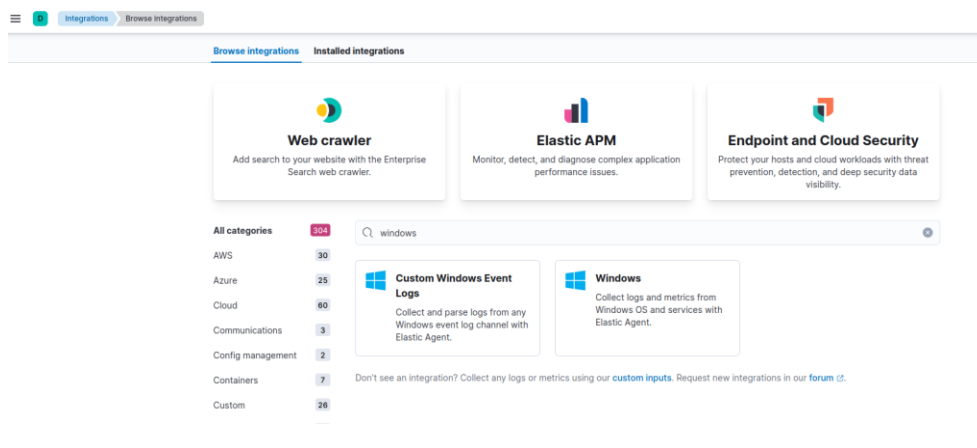 D
Integrations
Browse integrations
Browse integrations
Installed integrations
Web crawler
Add search to your website with the Enterprise
Search web crawler.
Elastic APM
Monitor, detect, and diagnose complex application
performance issues.
Endpoint and Cloud Security
Protect your hosts and cloud workloads with threat
prevention, detection, and deep security data
visibility.
All categories 304
AWS 30
Azure 25
Cloud 60
Communications 3
Config management 2
Containers 7
Custom 26
windows
Custom Windows Event
Logs
Collect and parse logs from any
Windows event log channel with
Elastic Agent.
Windows
Collect logs and metrics from
Windows OS and services with
Elastic Agent.
Don't see an integration? Collect any logs or metrics using our custom inputs. Request new integrations in our forum.